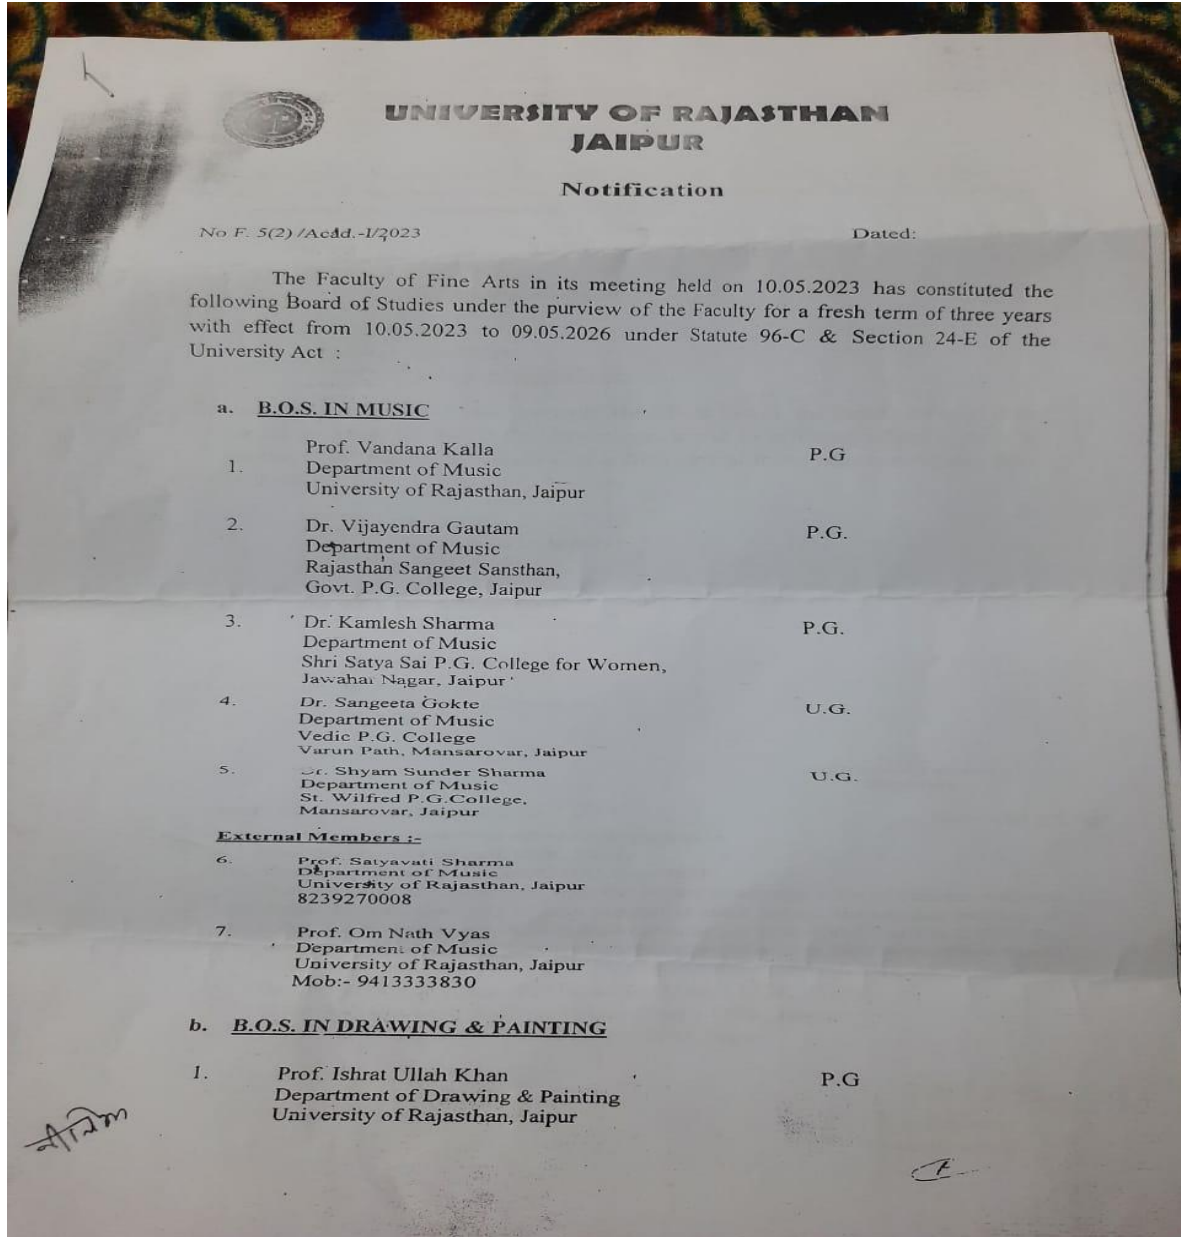 UNIVERSITY OF RAJASTHAN
JAIPUR
Notification
No F. 5(2) /Acad.-I/2023 Dated:
The Faculty of Fine Arts in its meeting held on 10.05.2023 has constituted the
following Board of Studies under the purview of the Faculty for a fresh term of three years
with effect from 10.05.2023 to 09.05.2026 under Statute 96-C & Section 24-E of the
University Act :
a. B.O.S. IN MUSIC
Prof. Vandana Kalla P.G
1. Department of Music
University of Rajasthan, Jaipur
2. Dr. Vijayendra Gautam P.G.
Department of Music
Rajasthan Sangeet Sansthan,
Govt. P.G. College, Jaipur
3. Dr. Kamlesh Sharma P.G.
Department of Music
Shri Satya Sai P.G. College for Women,
Jawahar Nagar, Jaipur
4. Dr. Sangeeta Gokte U.G.
Department of Music
Vedic P.G. College
Varun Path, Mansarovar, Jaipur
5. Dr. Shyam Sunder Sharma U.G.
Department of Music
St. Wilfred P.G.College,
Mansarovar, Jaipur
External Members :-
6. Prof. Satyavati Sharma
Department of Music
University of Rajasthan, Jaipur
8239270008
7. Prof. Om Nath Vyas
Department of Music
University of Rajasthan, Jaipur
Mob:- 9413333830
b. B.O.S. IN DRAWING & PAINTING
1. Prof. Ishrat Ullah Khan P.G
Department of Drawing & Painting
University of Rajasthan, Jaipur